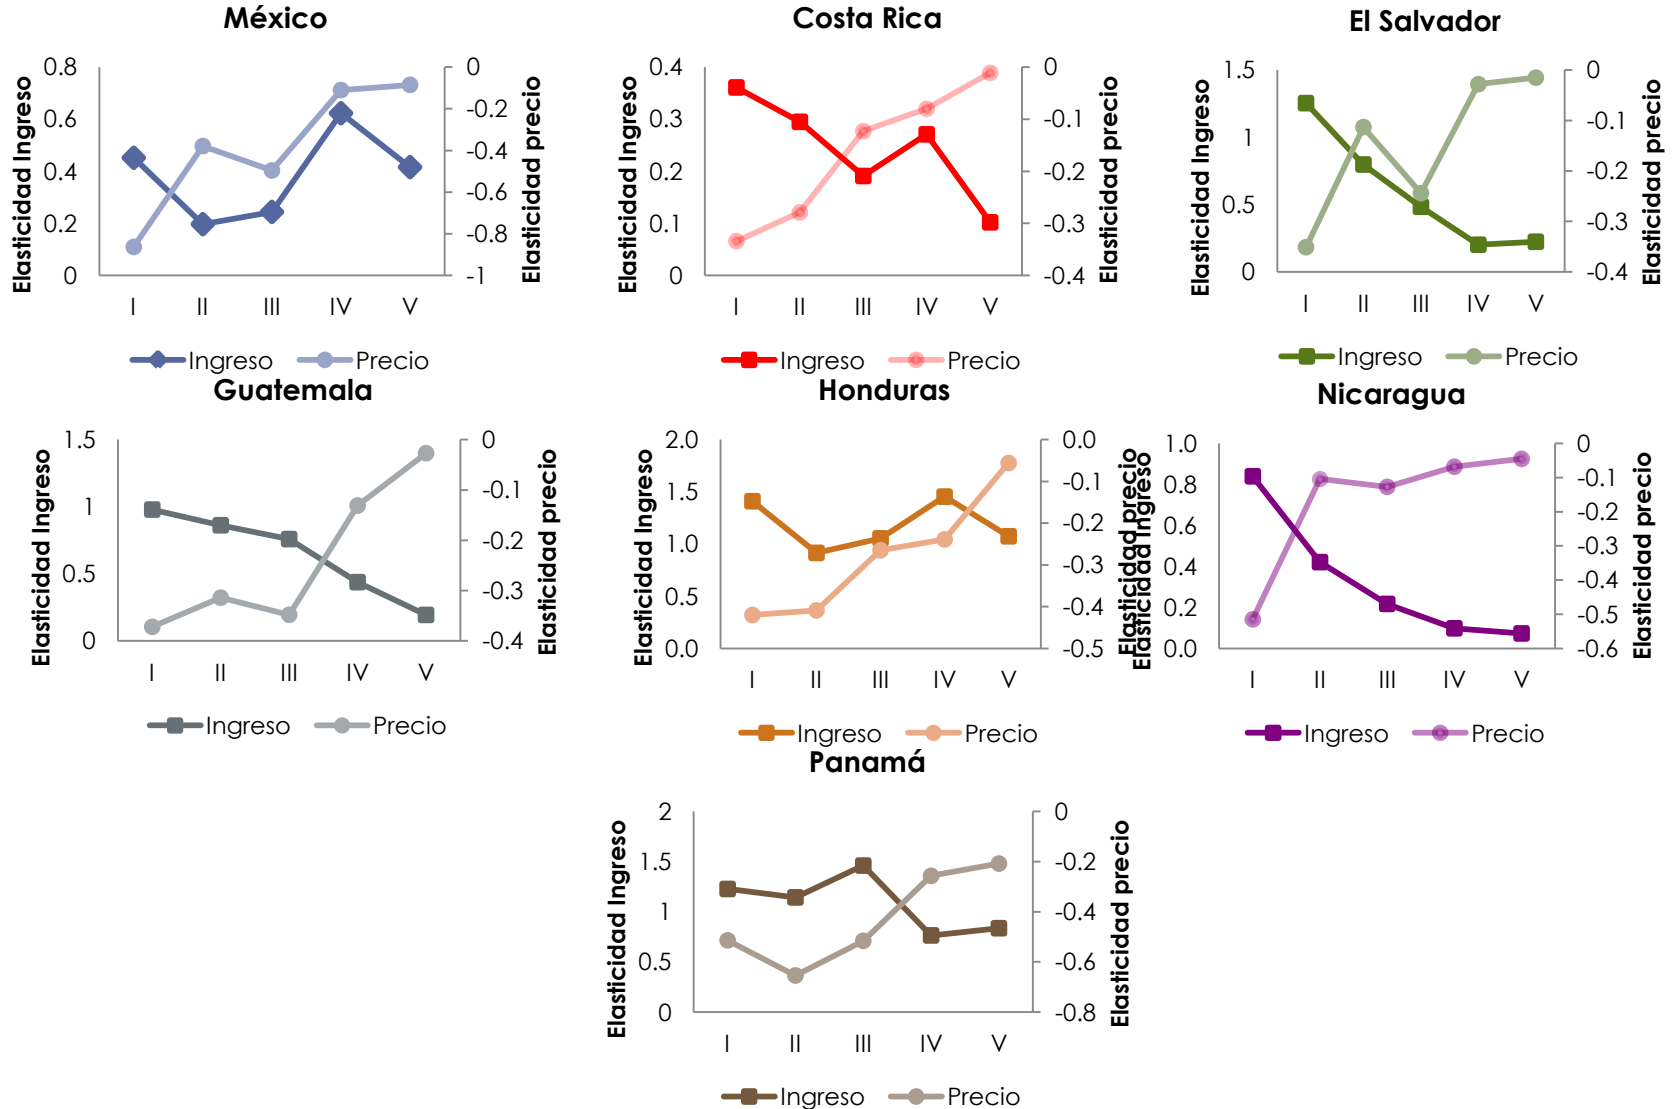 México
Elasticidad Ingreso
0.8
0.6
0.4
0.2
0
0
-0.2
-0.4
-0.6
-0.8
-1
Elasticidad precio
I II III IV V
Ingreso Precio
Costa Rica
Elasticidad Ingreso
0.4
0.3
0.2
0.1
0
0
-0.1
-0.2
-0.3
-0.4
Elasticidad precio
I II III IV V
Ingreso Precio
El Salvador
Elasticidad Ingreso
1.5
1
0.5
0
0
-0.1
-0.2
-0.3
-0.4
Elasticidad precio
I II III IV V
Ingreso Precio
Guatemala
Elasticidad Ingreso
1.5
1
0.5
0
0
-0.1
-0.2
-0.3
-0.4
Elasticidad precio
I II III IV V
Ingreso Precio
Honduras
Elasticidad Ingreso
2.0
1.5
1.0
0.5
0.0
0.0
-0.1
-0.2
-0.3
-0.4
-0.5
Elasticidad precio
I II III IV V
Ingreso Precio
Nicaragua
Elasticidad Ingreso
1.0
0.8
0.6
0.4
0.2
0.0
0
-0.1
-0.2
-0.3
-0.4
-0.5
-0.6
Elasticidad precio
I II III IV V
Ingreso Precio
Panamá
Elasticidad Ingreso
2
1.5
1
0.5
0
0
-0.2
-0.4
-0.6
-0.8
Elasticidad precio
I II III IV V
Ingreso Precio